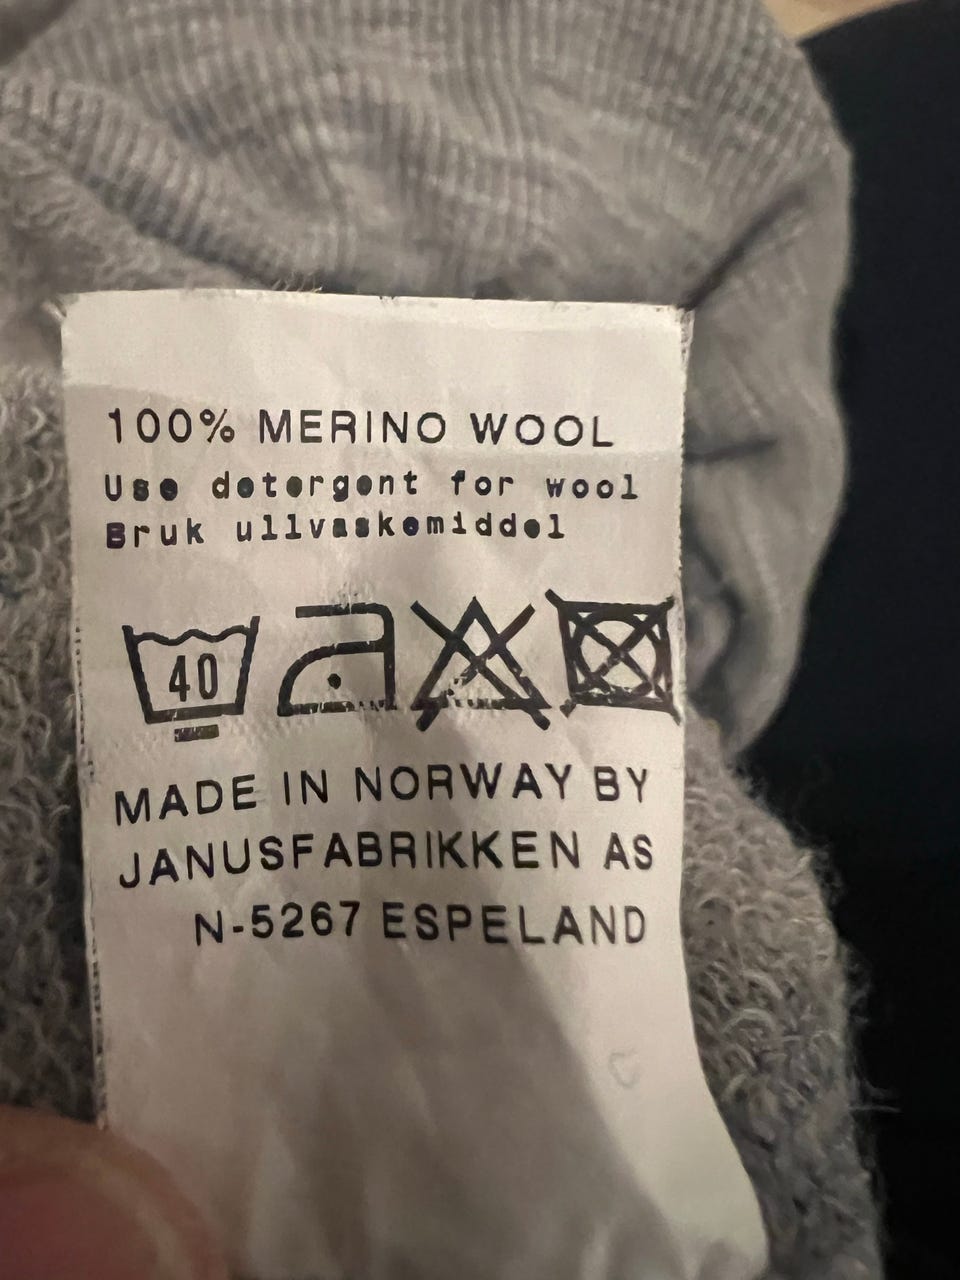 100% MERINO WOOL
Use detergent for wool
Bruk ullvaskemiddel
40
MADE IN NORWAY BY
JANUSFABRIKKEN AS
N-5267 ESPELAND